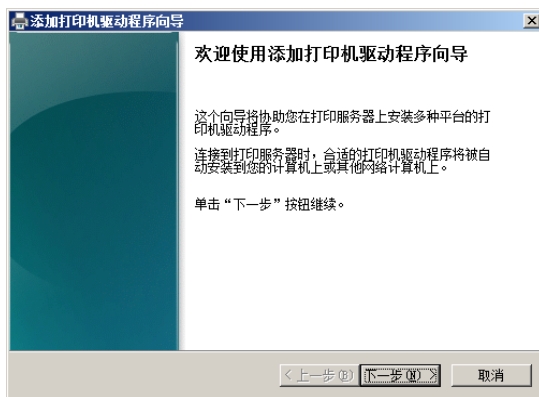 添加打印机驱动程序向导
欢迎使用添加打印机驱动程序向导
这个向导将协助您在打印服务器上安装多种平台的打
印机驱动程序。
连接到打印服务器时，合适的打印机驱动程序将被自
动安装到您的计算机上或其他网络计算机上。
单击“下一步”按钮继续。
< 上一步(B) 下一步(N) > 取消